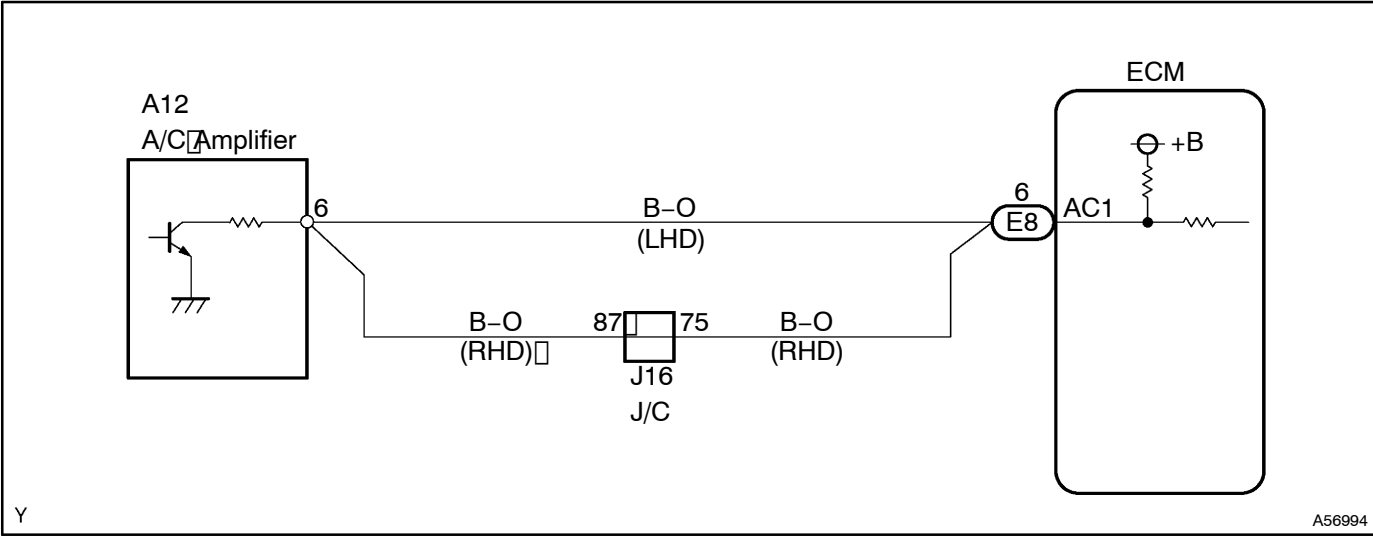 ECM
A12
A/C Amplifier
+B
6
B−O
(LHD)
6
E8
AC1
B−O
(RHD)
87
75
B−O
(RHD)
J16
J/C
Y
A56994